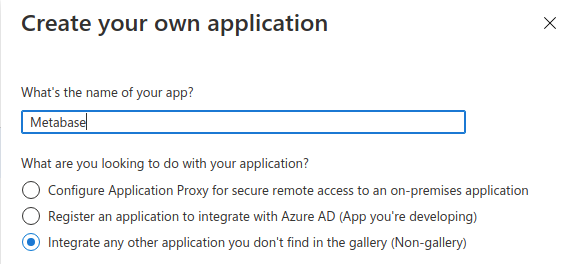 Create your own application
What's the name of your app?
Metabase
What are you looking to do with your application?
Configure Application Proxy for secure remote access to an on-premises application
Register an application to integrate with Azure AD (App you're developing)
Integrate any other application you don't find in the gallery (Non-gallery)